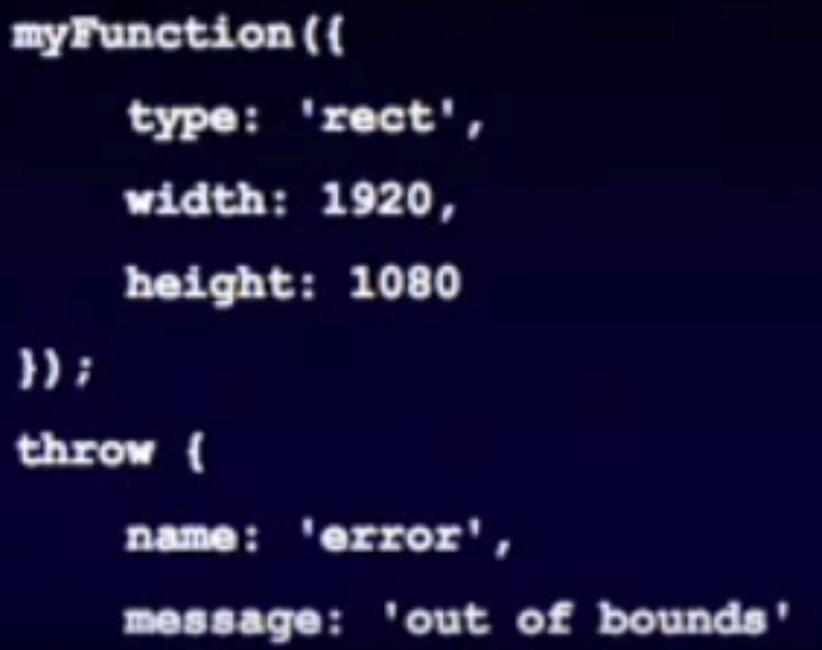 myFunction({
    type: 'rect',
    width: 1920,
    height: 1080
});
throw {
    name: 'error',
    message: 'out of bounds'